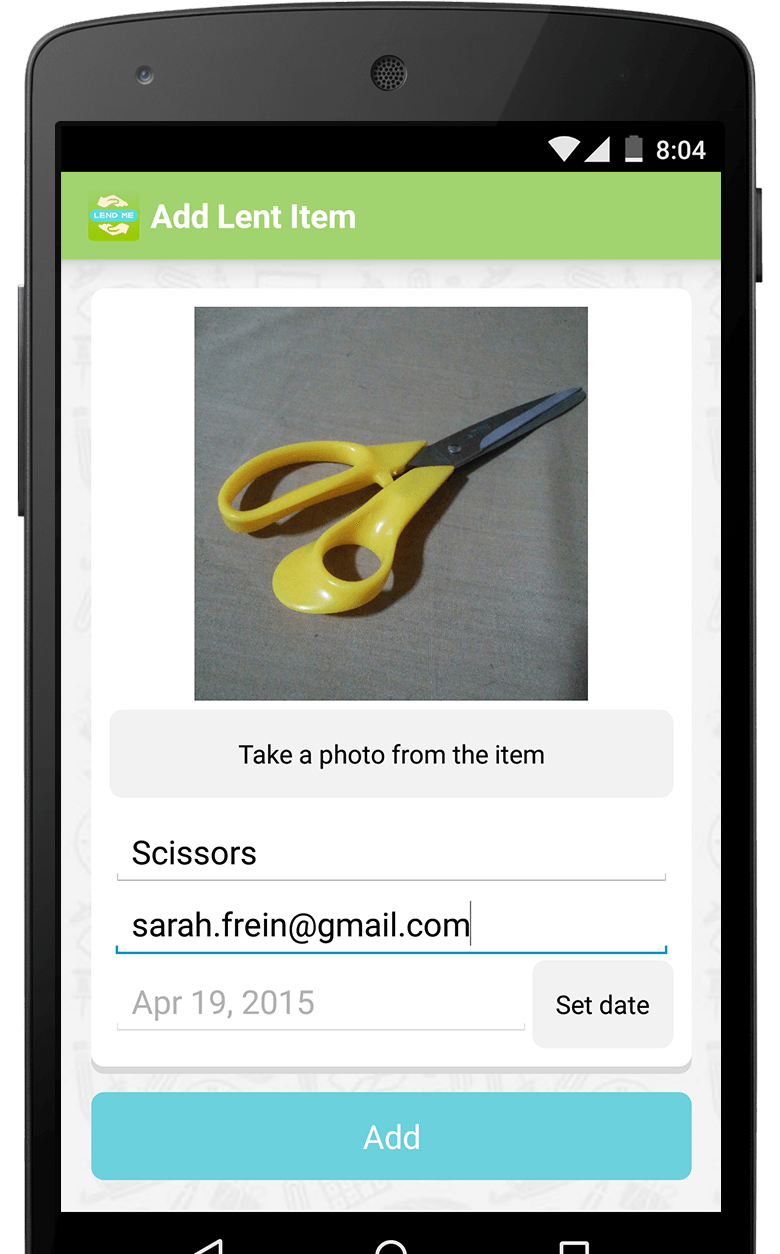 8:04
LEND ME
Add Lent Item
Take a photo from the item
Scissors
sarah.frein@gmail.com
Apr 19, 2015
Set date
Add